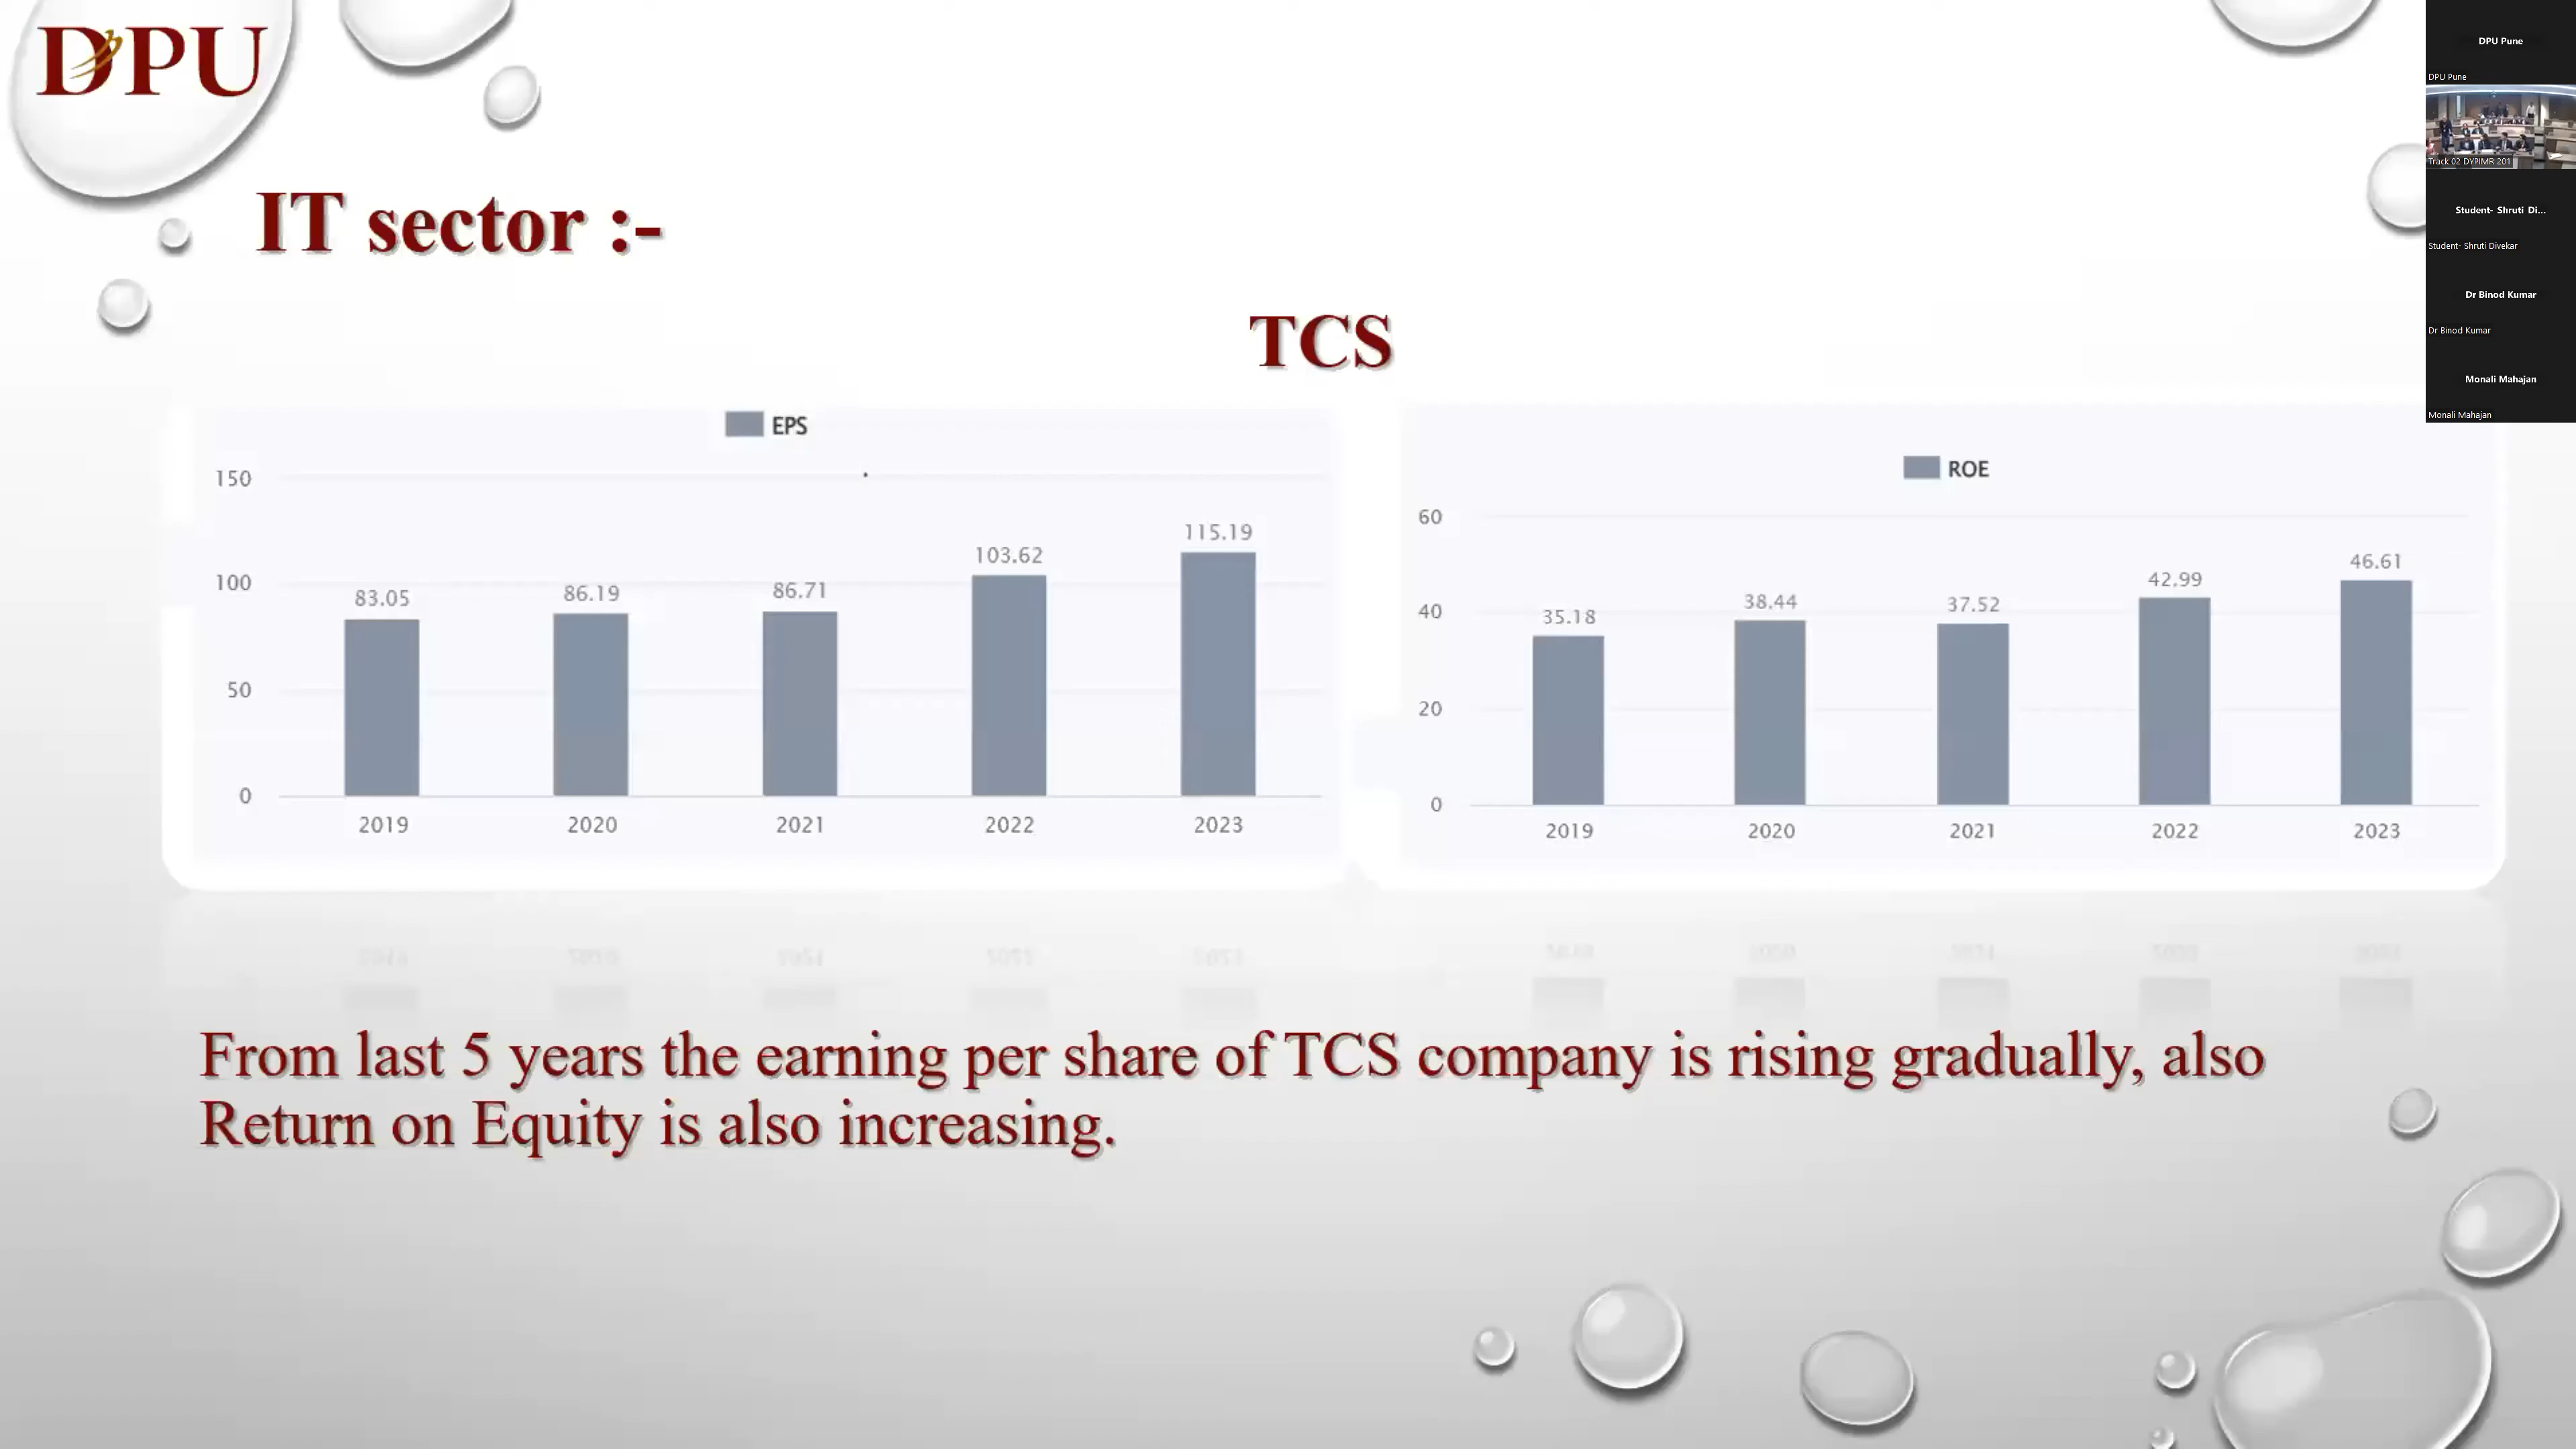 DPU
IT sector :-
TCS
EPS
150
100
50
0
83.05
86.19
86.71
103.62
115.19
2019
2020
2021
2022
2023
ROE
60
40
20
0
35.18
38.44
37.52
42.99
46.61
2019
2020
2021
2022
2023
From last 5 years the earning per share of TCS company is rising gradually, also
Return on Equity is also increasing.
DPU Pune
DPU Pune
Track 02 DYPIMR 201
Student- Shruti Di...
Student- Shruti Divekar
Dr Binod Kumar
Dr Binod Kumar
Monali Mahajan
Monali Mahajan